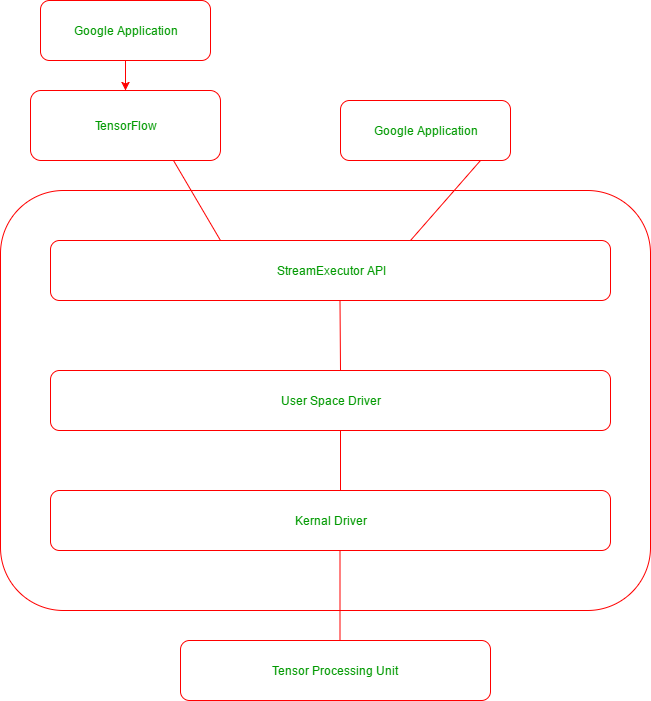 Google Application
TensorFlow
Google Application
StreamExecutor API
User Space Driver
Kernal Driver
Tensor Processing Unit